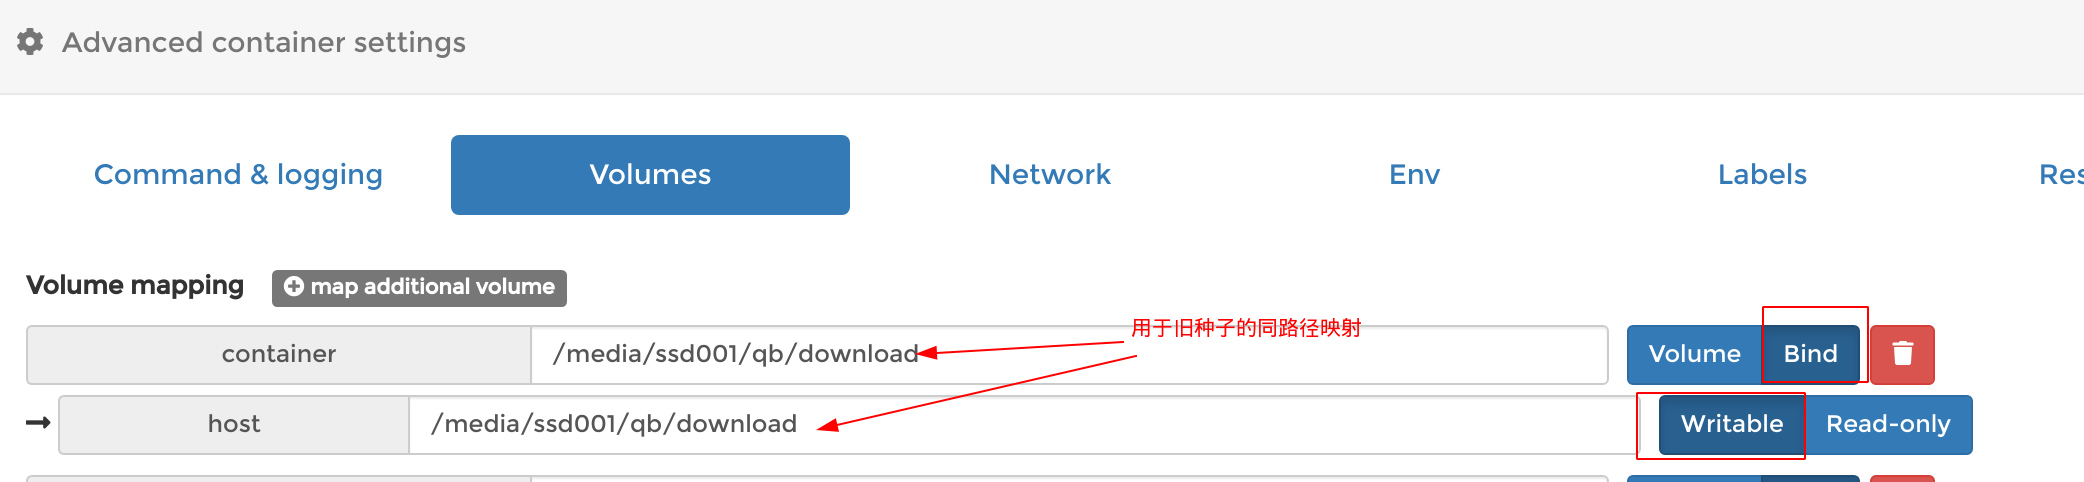 Advanced container settings
Command & logging
Volumes
Network
Env
Labels
Res
Volume mapping
map additional volume
用于旧种子的同路径映射
container
/media/ssd001/qb/download
Volume
Bind
host
/media/ssd001/qb/download
Writable
Read-only